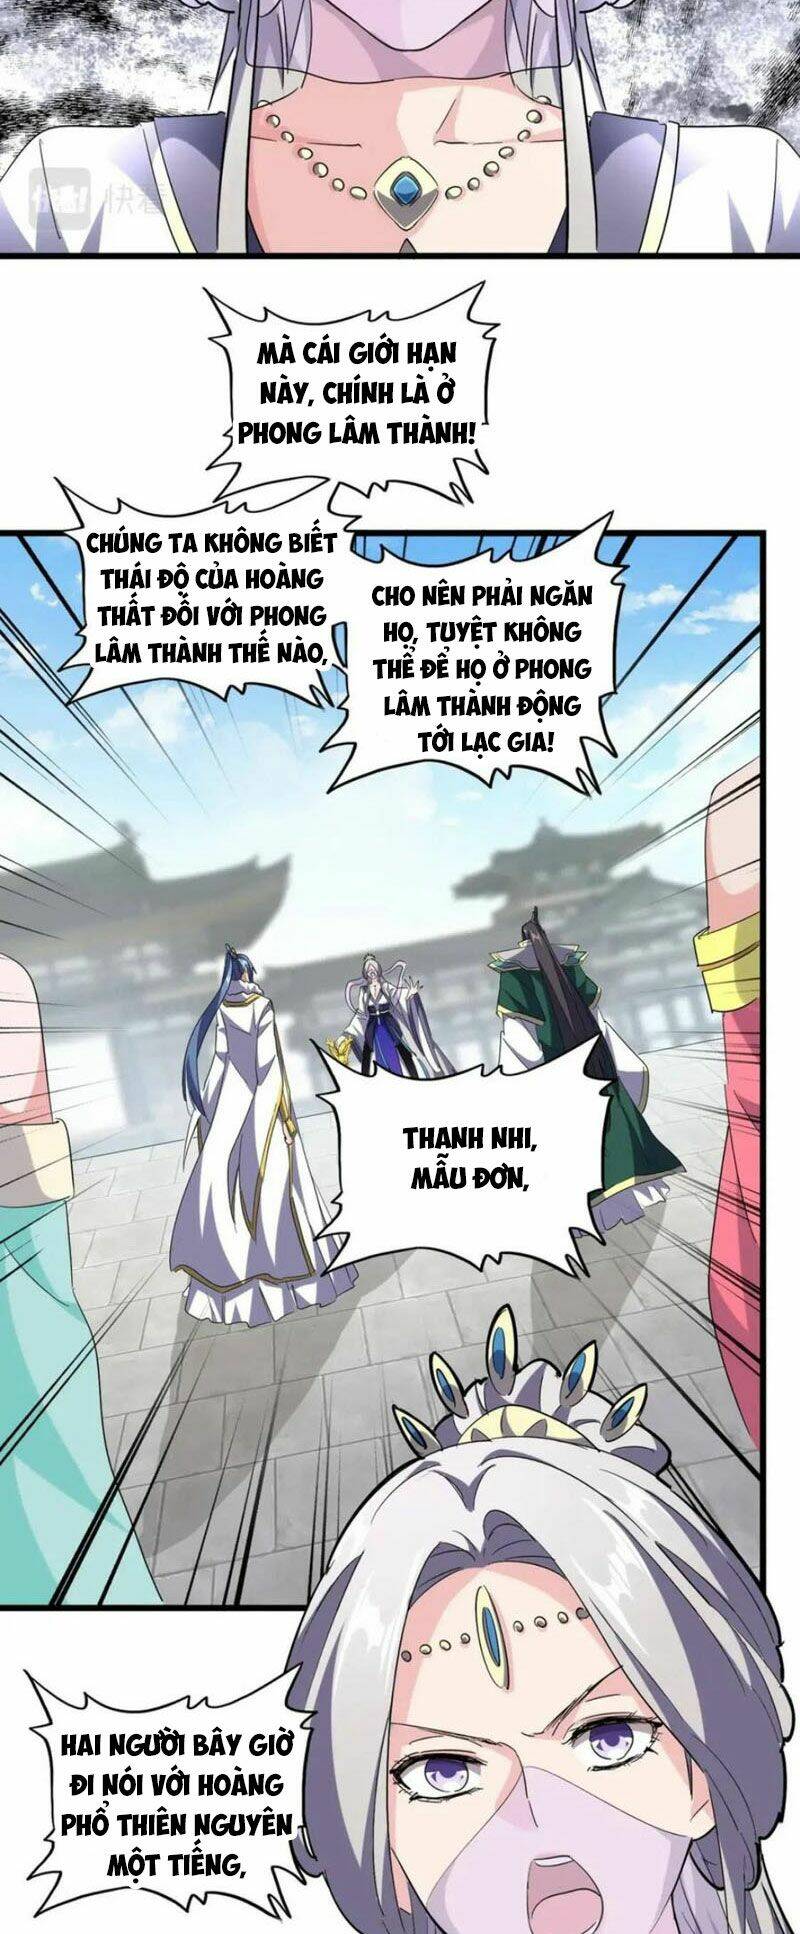 快看
MÀ CÁI GIỚI HẠN
NÀY, CHÍNH LÀ Ở
PHONG LÂM THÀNH!
CHÚNG TA KHÔNG BIẾT
THÁI ĐỘ CỦA HOÀNG
THẤT ĐỐI VỚI PHONG
LÂM THÀNH THẾ NÀO,
CHO NÊN PHẢI NGĂN
HỌ, TUYỆT KHÔNG
THỂ ĐỂ HỌ Ở PHONG
LÂM THÀNH ĐỘNG
TỚI LẠC GIA!
THANH NHI,
MẪU ĐƠN,
HAI NGƯỜI BÂY GIỜ
ĐI NÓI VỚI HOÀNG
PHỔ THIÊN NGUYÊN
MỘT TIẾNG,